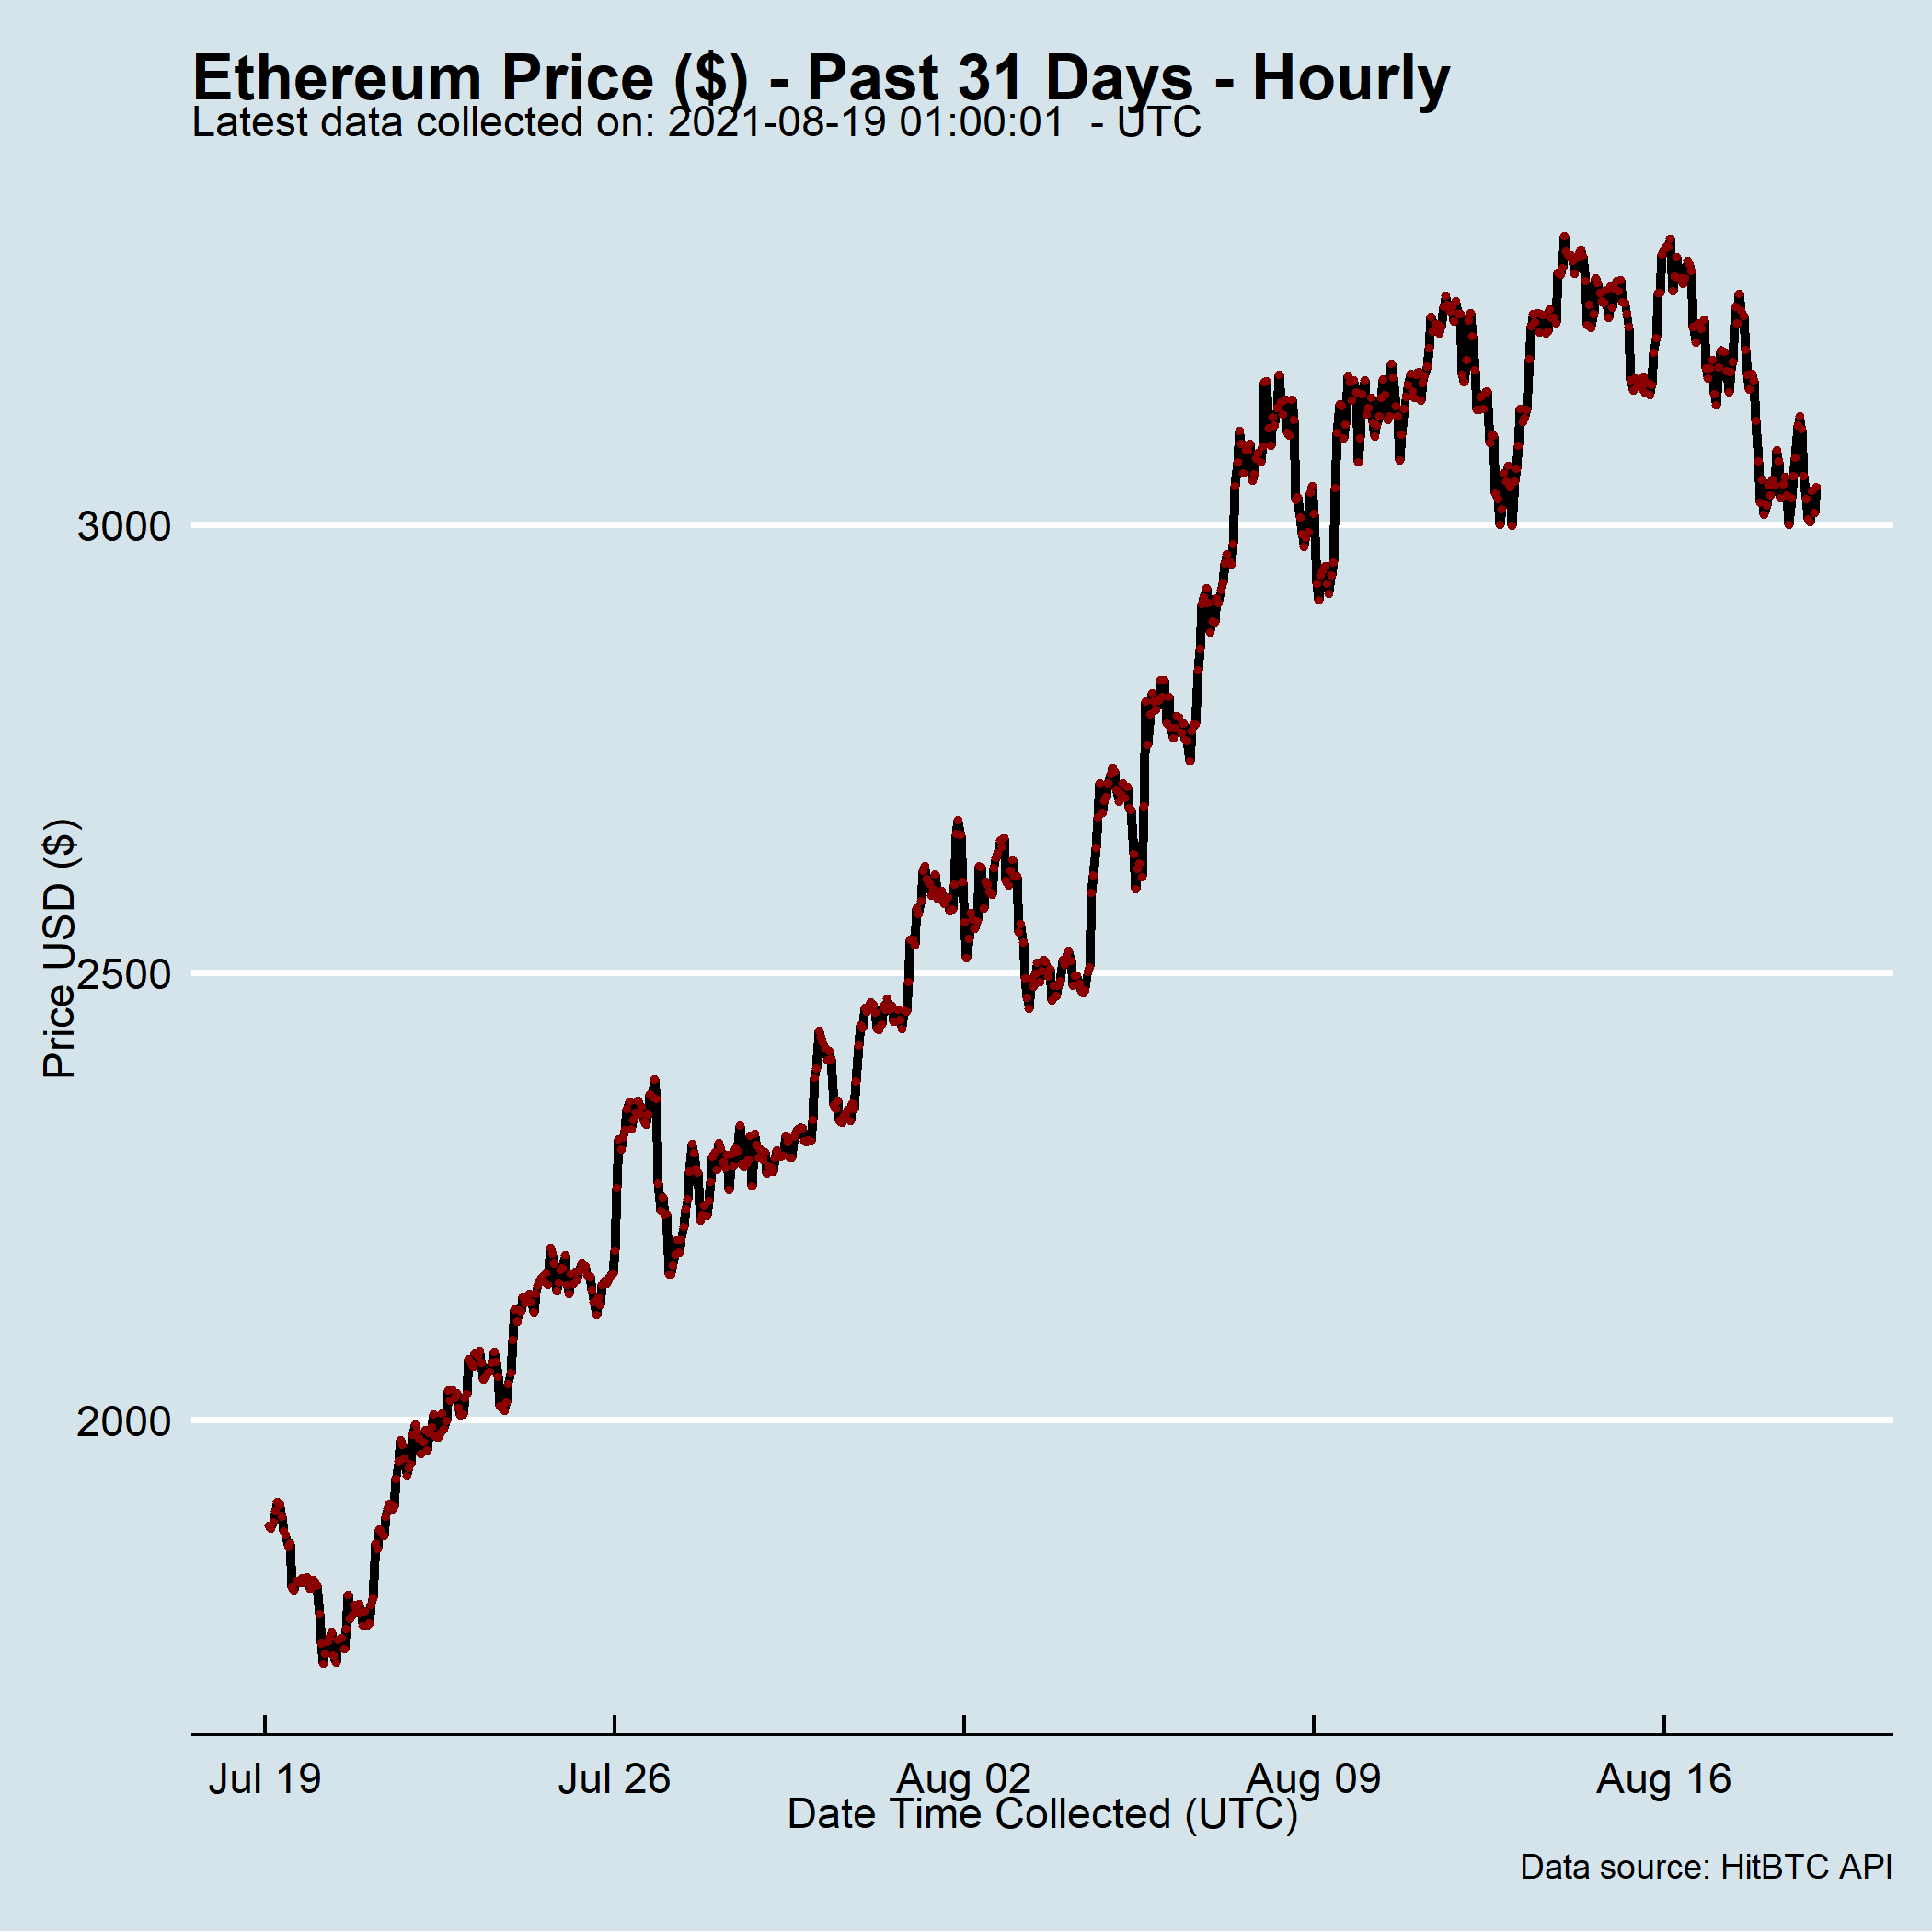 Ethereum Price ($) - Past 31 Days - Hourly
Latest data collected on: 2021-08-19 01:00:01  - UTC
Price USD ($)
3000
2500
2000
Jul 19
Jul 26
Aug 02
Aug 09
Aug 16
Date Time Collected (UTC)
Data source: HitBTC API